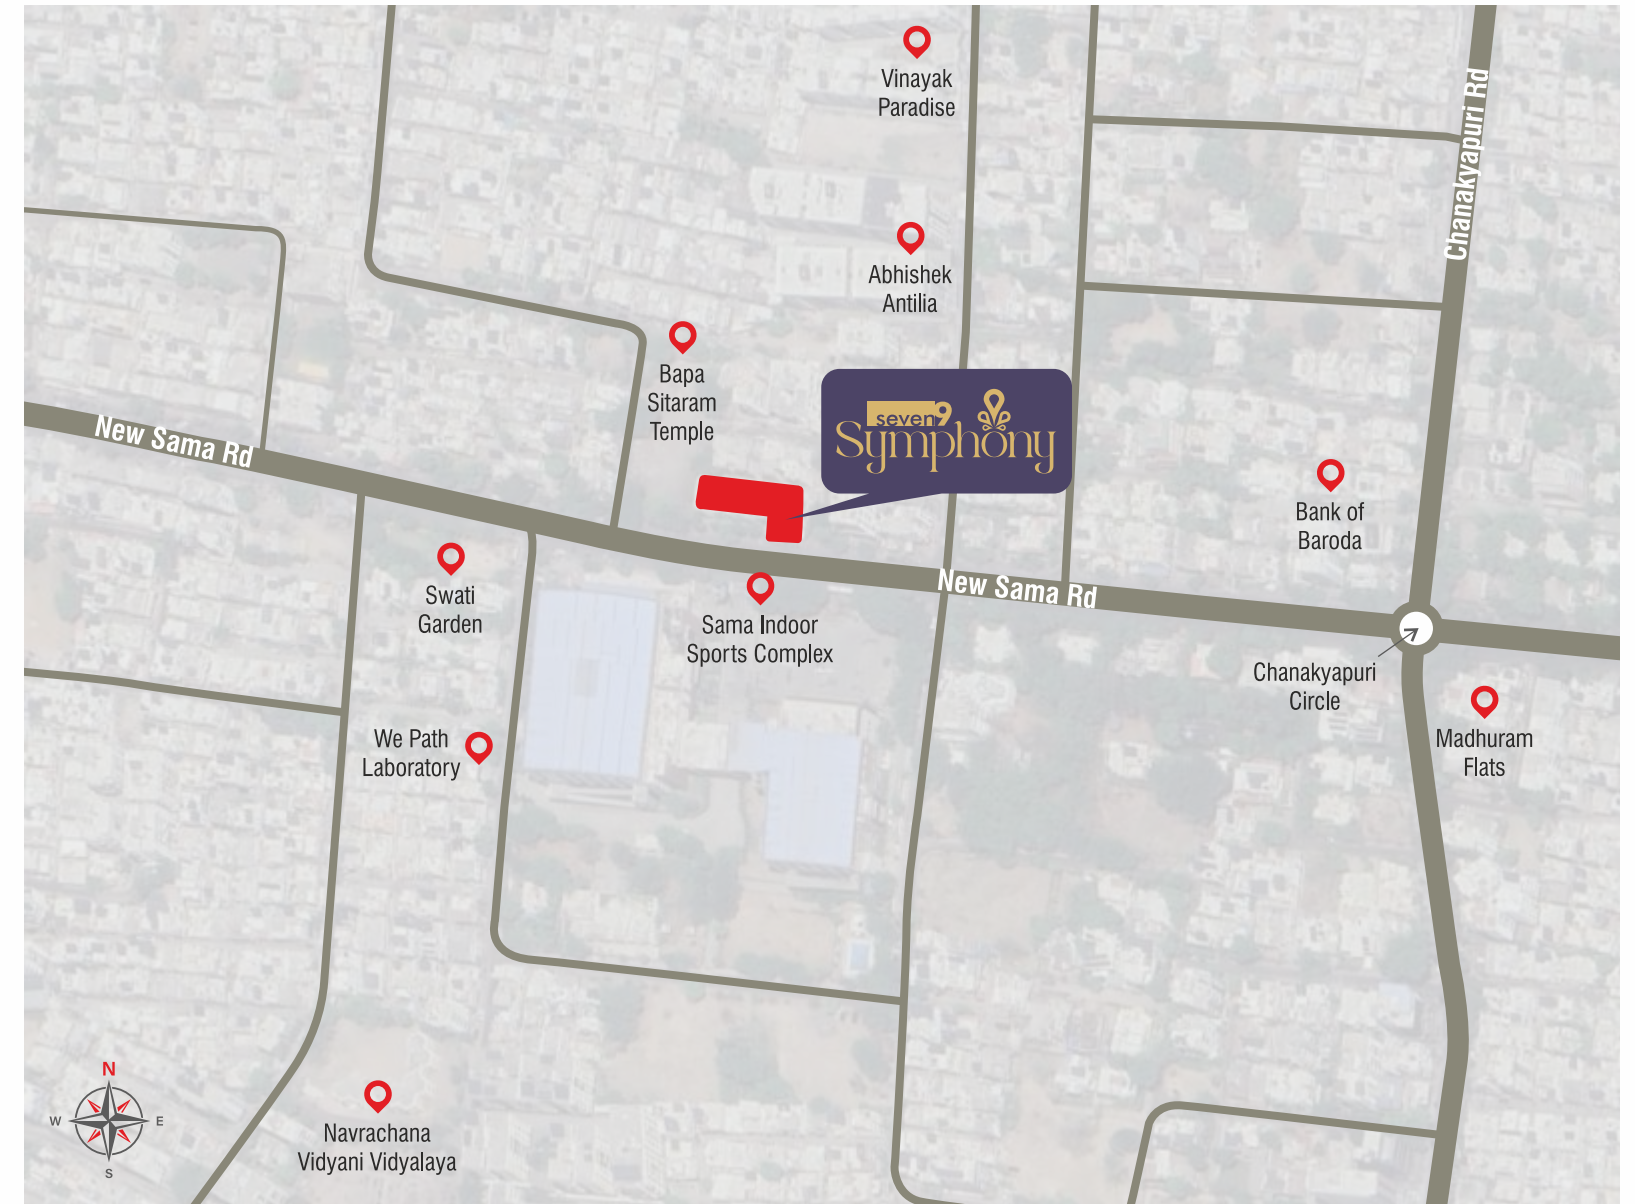 Vinayak
Paradise
Chanakyapuri Rd
Abhishek
Antilia
Bapa
Sitaram
Temple
seven9
Symphony
New Sama Rd
Bank of
Baroda
Swati
Garden
New Sama Rd
Sama Indoor
Sports Complex
Chanakyapuri
Circle
We Path
Laboratory
Madhuram
Flats
N
W
E
S
Navrachana
Vidyani Vidyalaya